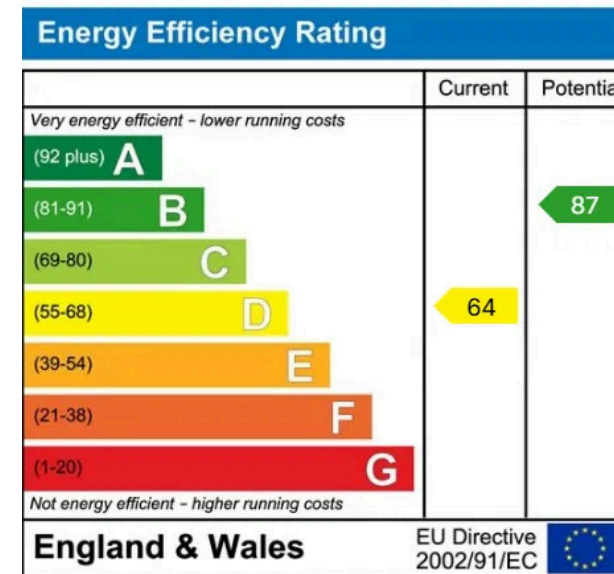 Energy Efficiency Rating
Current Potentia
Very energy efficient – lower running costs
(92 plus) A
(81-91) B
87
(69-80) C
(55-68) D
64
(39-54) E
(21-38) F
(1-20) G
Not energy efficient – higher running costs
England & Wales
EU Directive
2002/91/EC